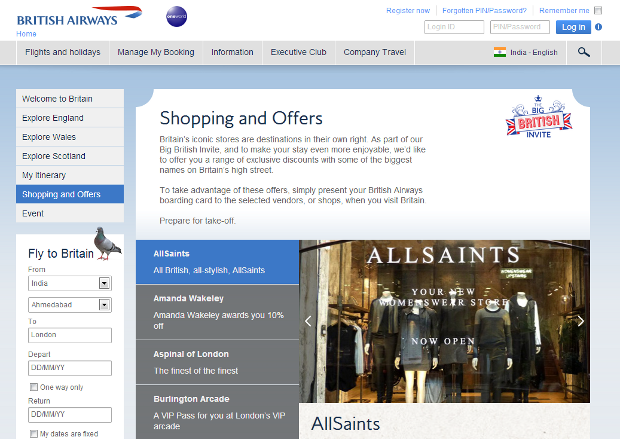 BRITISH AIRWAYS
oneworld
Register now
Forgotten PIN/Password?
Remember me
Login ID
PIN/Password
Log in
Home
Flights and holidays
Manage My Booking
Information
Executive Club
Company Travel
India - English
Welcome to Britain
Explore England
Explore Wales
Explore Scotland
My Itinerary
Shopping and Offers
Event
Shopping and Offers
Britain's iconic stores are destinations in their own right. As part of our
Big British Invite, and to make your stay even more enjoyable, we'd like
to offer you a range of exclusive discounts with some of the biggest
names on Britain's high street.
To take advantage of these offers, simply present your British Airways
boarding card to the selected vendors, or shops, when you visit Britain
Prepare for take-off.
THE
BIG
BRITISH
INVITE
Fly to Britain
From
India
Ahmedabad
To
London
Depart
DD/MM/YY
One way only
Return
DD/MM/YY
My dates are fixed
AllSaints
All British, all-stylish, AllSaints
Amanda Wakeley
Amanda Wakeley awards you 10%
off
Aspinal of London
The finest of the finest
Burlington Arcade
A VIP Pass for you at London's VIP
arcade
ALLSAINTS
YOUR NEW
WOMENSWEAR STORE
NOW OPEN
AllSaints